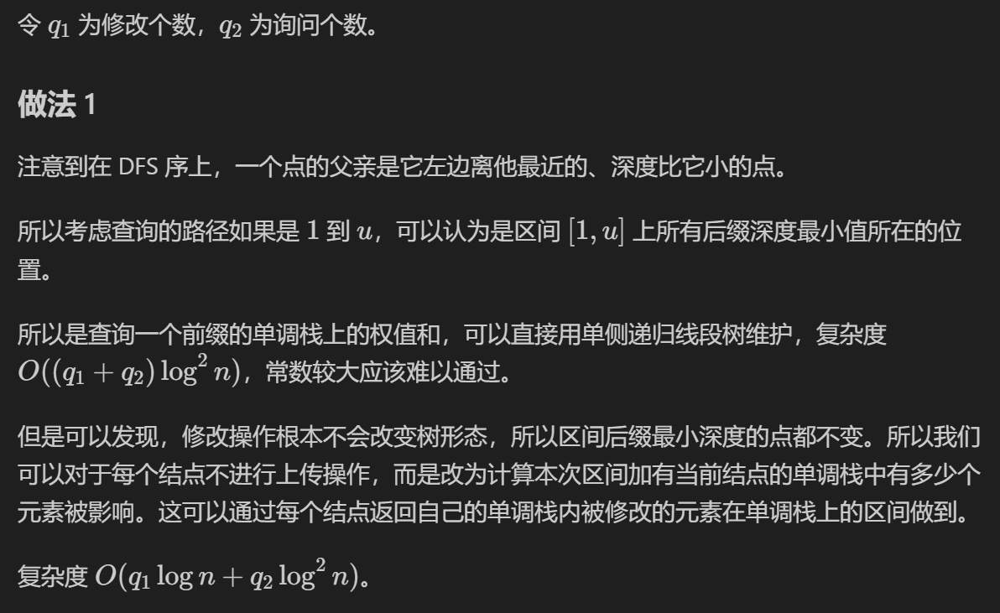 令 q₁ 为修改个数，q₂ 为询问个数。
做法 1
注意到在 DFS 序上，一个点的父亲是它左边离他最近的、深度比它小的点。
所以考虑查询的路径如果是 1 到 u，可以认为是区间 [1, u] 上所有后缀深度最小值所在的位
置。
所以是查询一个前缀的单调栈上的权值和，可以直接用单侧递归线段树维护，复杂度
O((q₁ + q₂) log² n)，常数较大应该难以通过。
但是可以发现，修改操作根本不会改变树形态，所以区间后缀最小深度的点都不变。所以我们
可以对于每个结点不进行上传操作，而是改为计算本次区间加有当前结点的单调栈中有多少个
元素被影响。这可以通过每个结点返回自己的单调栈内被修改的元素在单调栈上的区间做到。
复杂度 O(q₁ log n + q₂ log² n)。